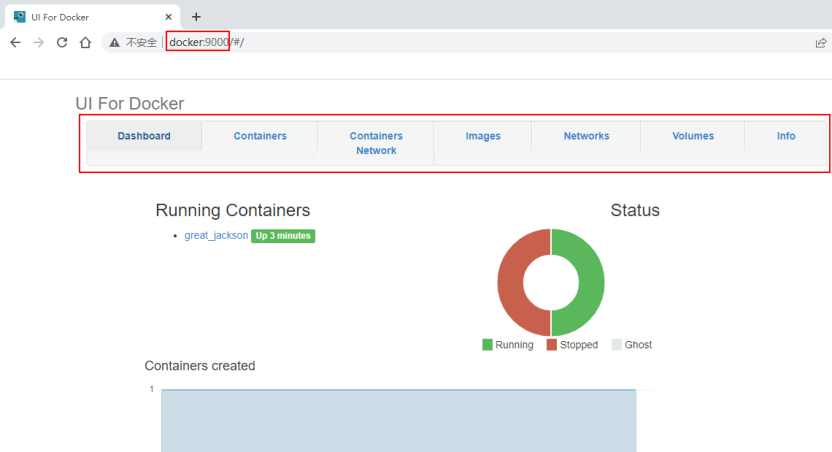 UI For Docker
不安全 docker:9000/#/
UI For Docker
Dashboard Containers Containers Network Images Networks Volumes Info
Running Containers
great_jackson Up 3 minutes
Status
Running Stopped Ghost
Containers created
1